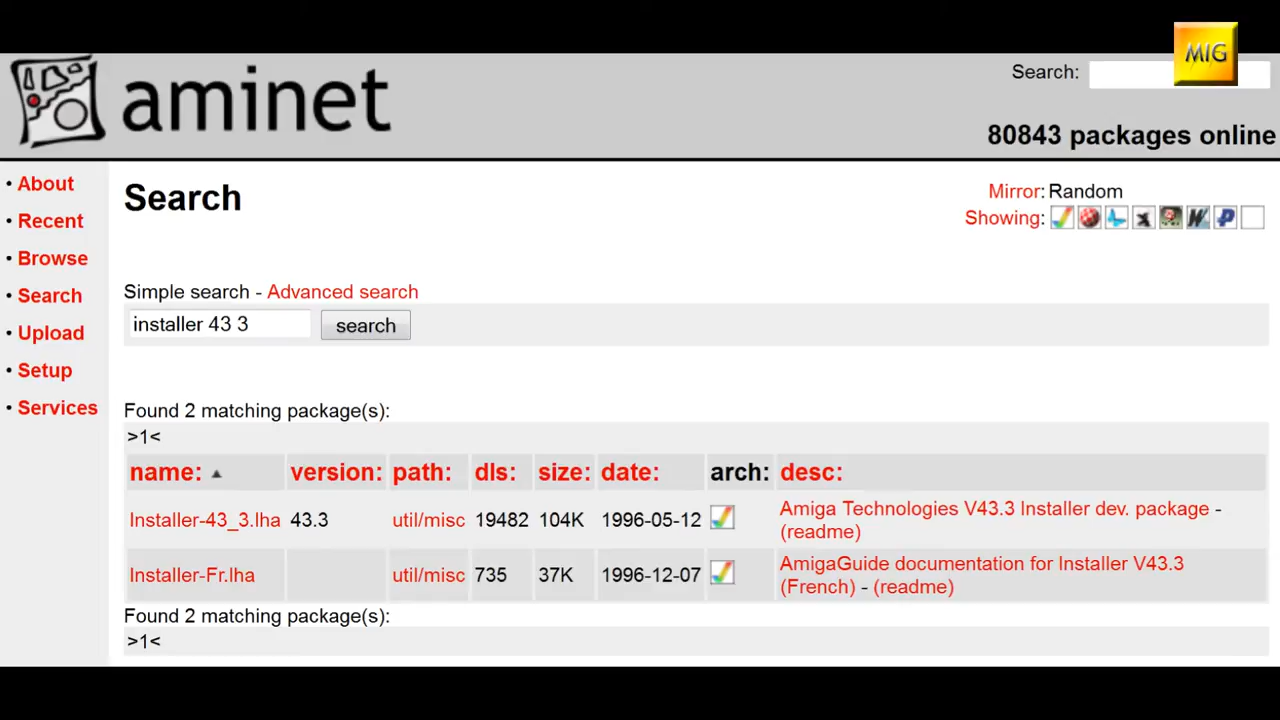 MIG
aminet
Search:
80843 packages online
• About
• Recent
• Browse
• Search
• Upload
• Setup
• Services
Search
Mirror: Random
Showing:
Simple search - Advanced search
installer 43 3 search
Found 2 matching package(s):
>1<
name: version: path: dls: size: date: arch: desc:
Installer-43_3.lha 43.3 util/misc 19482 104K 1996-05-12 Amiga Technologies V43.3 Installer dev. package -
(readme)
Installer-Fr.lha util/misc 735 37K 1996-12-07 AmigaGuide documentation for Installer V43.3
(French) - (readme)
Found 2 matching package(s):
>1<